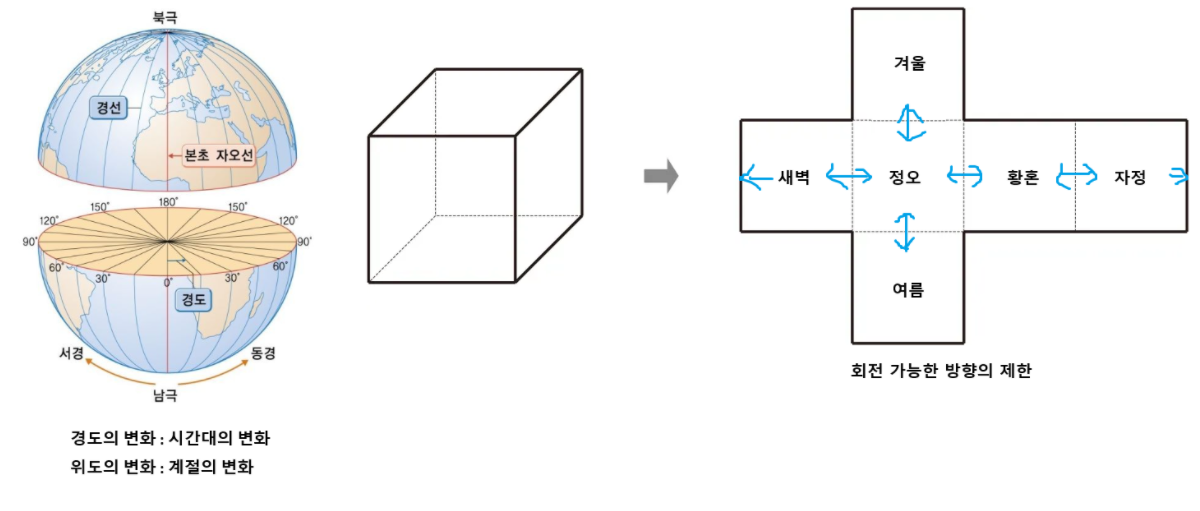 북극
경선
본초 자오선
180°
150°
150°
120°
120°
90°
90°
60°
60°
30°
0°
30°
경도
서경
동경
남극
경도의 변화 : 시간대의 변화
위도의 변화 : 계절의 변화
겨울
새벽
정오
황혼
자정
여름
회전 가능한 방향의 제한